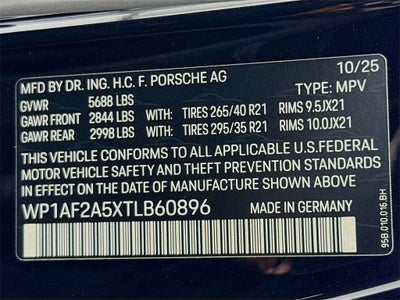 MFD BY DR. ING. H.C. F. PORSCHE AG 10/25
GVWR 5688 LBS TYPE: MPV
GAWR FRONT 2844 LBS WITH: TIRES 265/40 R21 RIMS 9.5JX21
GAWR REAR 2998 LBS WITH: TIRES 295/35 R21 RIMS 10.0JX21
THIS VEHICLE CONFORMS TO ALL APPLICABLE U.S.FEDERAL
MOTOR VEHICLE SAFETY AND THEFT PREVENTION STANDARDS
IN EFFECT ON THE DATE OF MANUFACTURE SHOWN ABOVE.
WP1AF2A5XTLB60896 MADE IN GERMANY
95B.010.016.BH